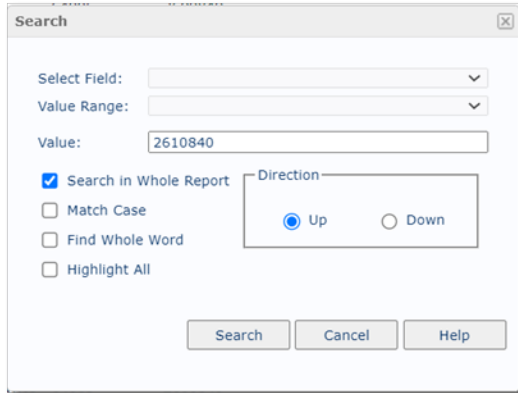 Search
Select Field:
Value Range:
Value: 2610840
Search in Whole Report
Direction
Match Case
Up Down
Find Whole Word
Highlight All
Search Cancel Help